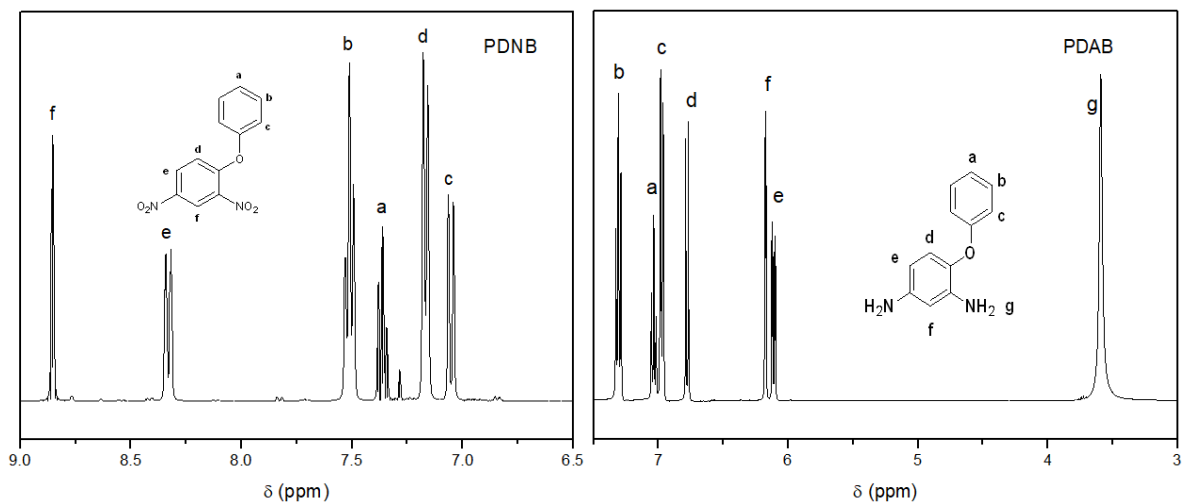 PDNB
f
e
b
a
d
c
a
b
c
d
e
f
O
O₂N
NO₂
9.0 8.5 8.0 7.5 7.0 6.5
δ (ppm)
PDAB
b
a
c
d
f
e
g
a
b
c
d
e
f
O
H₂N
NH₂ g
7 6 5 4 3
δ (ppm)